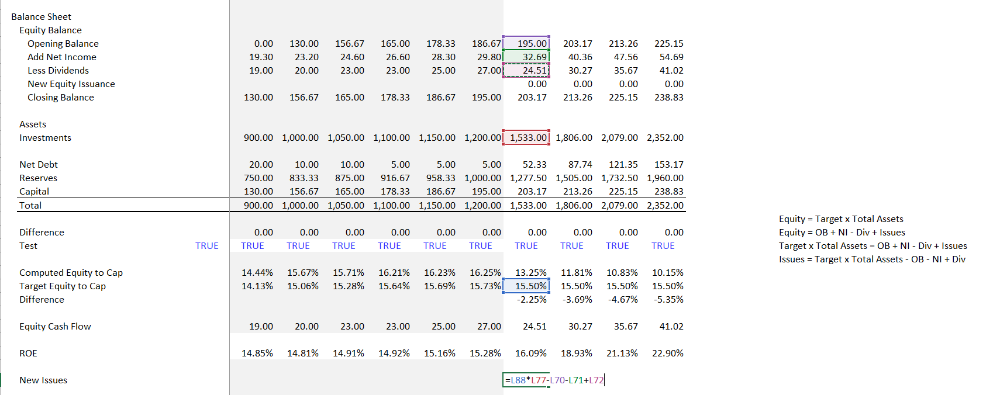 Balance Sheet
Equity Balance
Opening Balance 0.00 130.00 156.67 165.00 178.33 186.67 195.00 203.17 213.26 225.15
Add Net Income 19.30 23.20 24.60 26.60 28.30 29.80 32.69 40.36 47.56 54.69
Less Dividends 19.00 20.00 23.00 23.00 25.00 27.00 24.51 30.27 35.67 41.02
New Equity Issuance 0.00 0.00 0.00 0.00
Closing Balance 130.00 156.67 165.00 178.33 186.67 195.00 203.17 213.26 225.15 238.83
Assets
Investments 900.00 1,000.00 1,050.00 1,100.00 1,150.00 1,200.00 1,533.00 1,806.00 2,079.00 2,352.00
Net Debt 20.00 10.00 10.00 5.00 5.00 5.00 52.33 87.74 121.35 153.17
Reserves 750.00 833.33 875.00 916.67 958.33 1,000.00 1,277.50 1,505.00 1,732.50 1,960.00
Capital 130.00 156.67 165.00 178.33 186.67 195.00 203.17 213.26 225.15 238.83
Total 900.00 1,000.00 1,050.00 1,100.00 1,150.00 1,200.00 1,533.00 1,806.00 2,079.00 2,352.00
Equity = Target x Total Assets
Difference 0.00 0.00 0.00 0.00 0.00 0.00 0.00 0.00 0.00 0.00 Equity = OB + NI - Div + Issues
Test TRUE TRUE TRUE TRUE TRUE TRUE TRUE TRUE TRUE TRUE TRUE Target x Total Assets = OB + NI - Div + Issues
Issues = Target x Total Assets - OB - NI + Div
Computed Equity to Cap 14.44% 15.67% 15.71% 16.21% 16.23% 16.25% 13.25% 11.81% 10.83% 10.15%
Target Equity to Cap 14.13% 15.06% 15.28% 15.64% 15.69% 15.73% 15.50% 15.50% 15.50% 15.50%
Difference -2.25% -3.69% -4.67% -5.35%
Equity Cash Flow 19.00 20.00 23.00 23.00 25.00 27.00 24.51 30.27 35.67 41.02
ROE 14.85% 14.81% 14.91% 14.92% 15.16% 15.28% 16.09% 18.93% 21.13% 22.90%
New Issues =L88*L77-L70-L71+L72